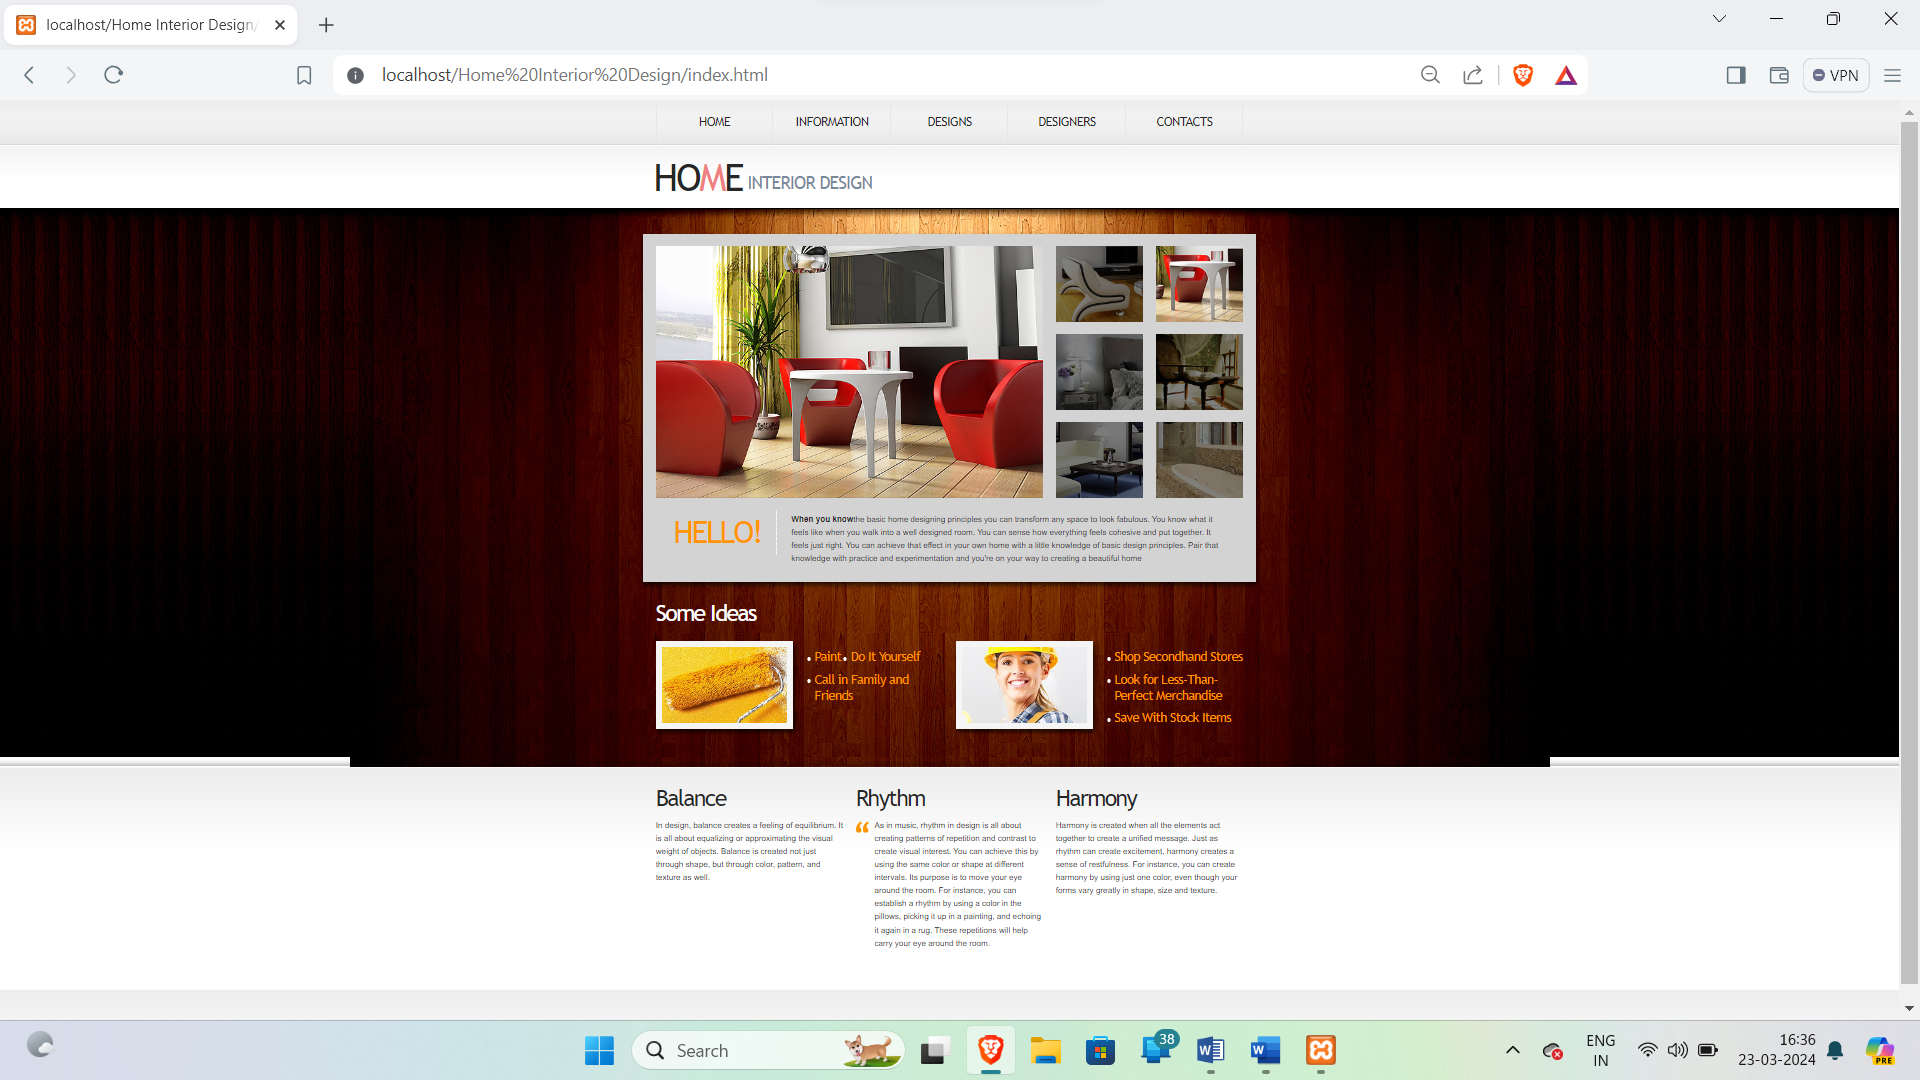 localhost/Home Interior Design/
localhost/Home%20Interior%20Design/index.html
VPN
HOME
INFORMATION
DESIGNS
DESIGNERS
CONTACTS
HOME INTERIOR DESIGN
HELLO!
When you knowthe basic home designing principles you can transform any space to look fabulous. You know what it
feels like when you walk into a well designed room. You can sense how everything feels cohesive and put together. It
feels just right. You can achieve that effect in your own home with a little knowledge of basic design principles. Pair that
knowledge with practice and experimentation and you're on your way to creating a beautiful home
Some Ideas
• Paint • Do It Yourself
• Call in Family and
Friends
• Shop Secondhand Stores
• Look for Less-Than-
Perfect Merchandise
• Save With Stock Items
Balance
In design, balance creates a feeling of equilibrium. It
is all about equalizing or approximating the visual
weight of objects. Balance is created not just
through shape, but through color, pattern, and
texture as well.
Rhythm
“ As in music, rhythm in design is all about
creating patterns of repetition and contrast to
create visual interest. You can achieve this by
using the same color or shape at different
intervals. Its purpose is to move your eye
around the room. For instance, you can
establish a rhythm by using a color in the
pillows, picking it up in a painting, and echoing
it again in a rug. These repetitions will help
carry your eye around the room.
Harmony
Harmony is created when all the elements act
together to create a unified message. Just as
rhythm can create excitement, harmony creates a
sense of restfulness. For instance, you can create
harmony by using just one color, even though your
forms vary greatly in shape, size and texture.
Search
38
ENG
IN
16:36
23-03-2024
PRE